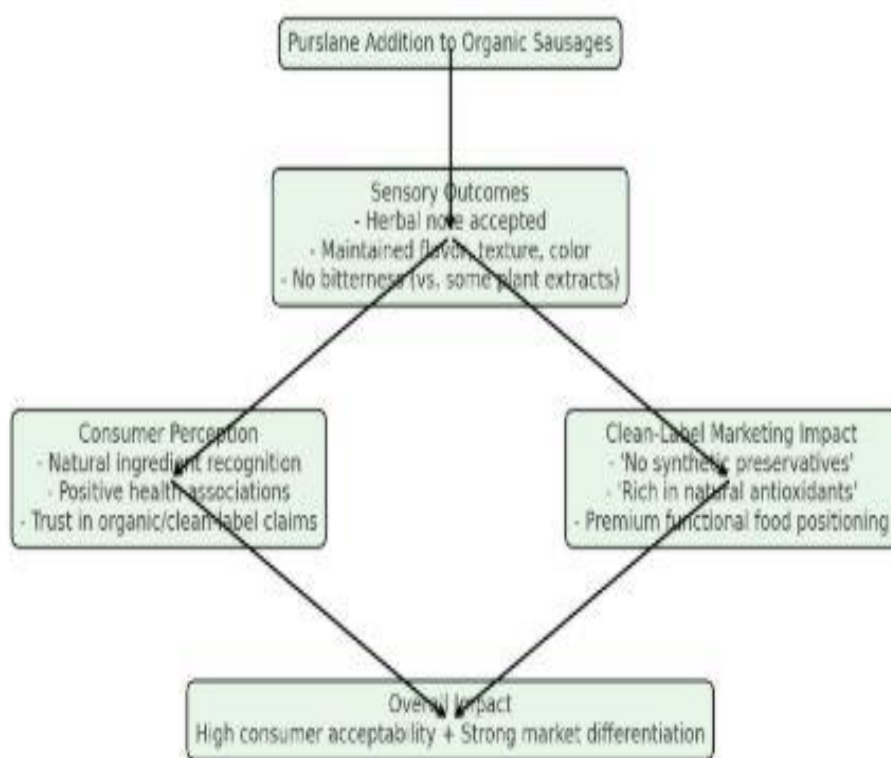 Purslane Addition to Organic Sausages
Sensory Outcomes
- Herbal note accepted
- Maintained flavor, texture, color
- No bitterness (vs. some plant extracts)
Consumer Perception
- Natural ingredient recognition
- Positive health associations
- Trust in organic/clean-label claims
Clean-Label Marketing Impact
- 'No synthetic preservatives'
- 'Rich in natural antioxidants'
- Premium functional food positioning
Overall Impact
High consumer acceptability + Strong market differentiation